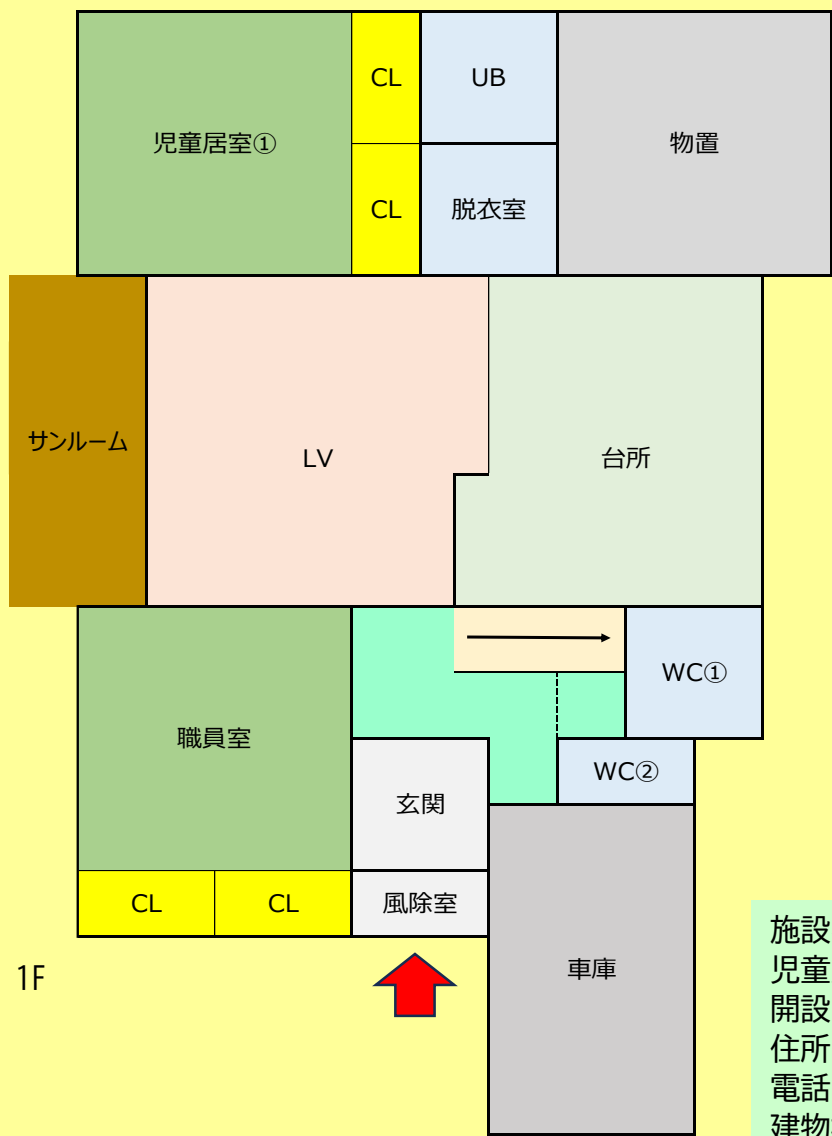 児童居室①
CL
UB
物置
CL
脱衣室
サンルーム
LV
台所
WC①
職員室
WC②
玄関
CL
CL
風除室
車庫
1F
施設
児童
開設
住所
電話
建物